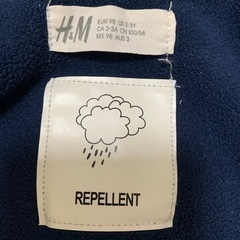 H&M
EUR 98 US 2-3Y
CA 2-3A CN 100/56
MX 98 AUS 3
REPELLENT